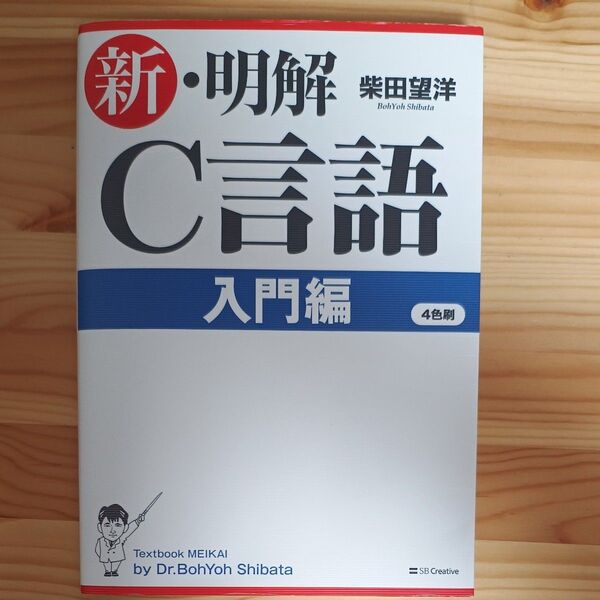 新・明解
柴田望洋
BohYoh Shibata
C言語
入門編
4色刷
Textbook MEIKAI
by Dr.BohYoh Shibata
SB Creative